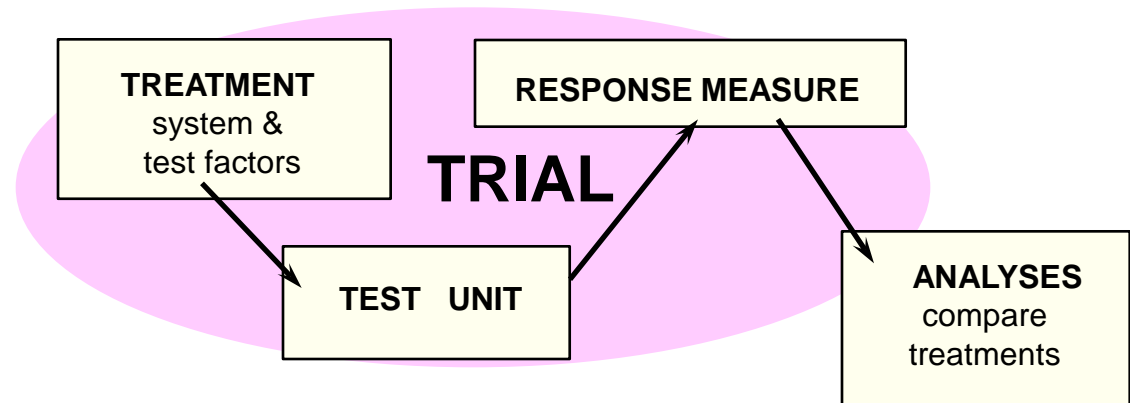 TREATMENT
system &
test factors
RESPONSE MEASURE
TRIAL
TEST UNIT
ANALYSES
compare
treatments